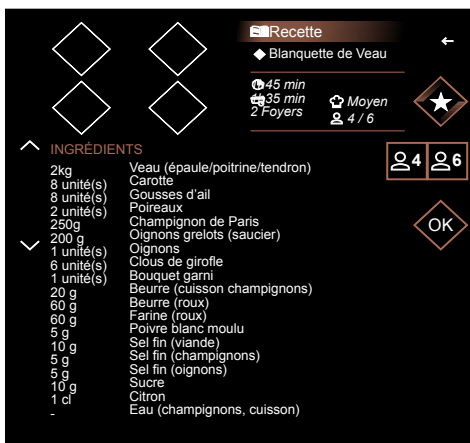 Recette
Blanquette de Veau
45 min
35 min
2 Foyers
Moyen
4 / 6
INGRÉDIENTS
4 6
OK
2kg Veau (épaule/poitrine/tendron)
8 unité(s) Carotte
8 unité(s) Gousses d'ail
2 unité(s) Poireaux
250g Champignon de Paris
200 g Oignons grelots (saucier)
1 unité(s) Oignons
6 unité(s) Clous de girofle
1 unité(s) Bouquet garni
20 g Beurre (cuisson champignons)
60 g Beurre (roux)
60 g Farine (roux)
5 g Poivre blanc moulu
10 g Sel fin (viande)
5 g Sel fin (champignons)
5 g Sel fin (oignons)
10 g Sucre
1 cl Citron
- Eau (champignons, cuisson)